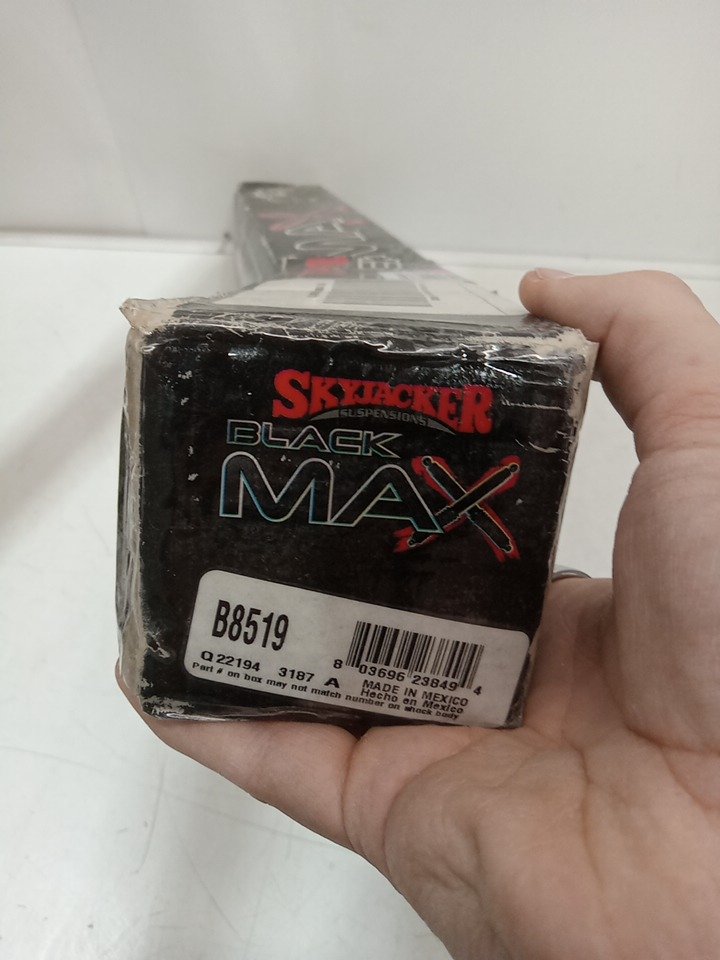 SKYJACKER
SUSPENSIONS
BLACK
MAX
B8519
8 03696 23849 4
Q 22194 3187 A
MADE IN MEXICO
Hecho en Mexico
Part # on box may not match number on shock body